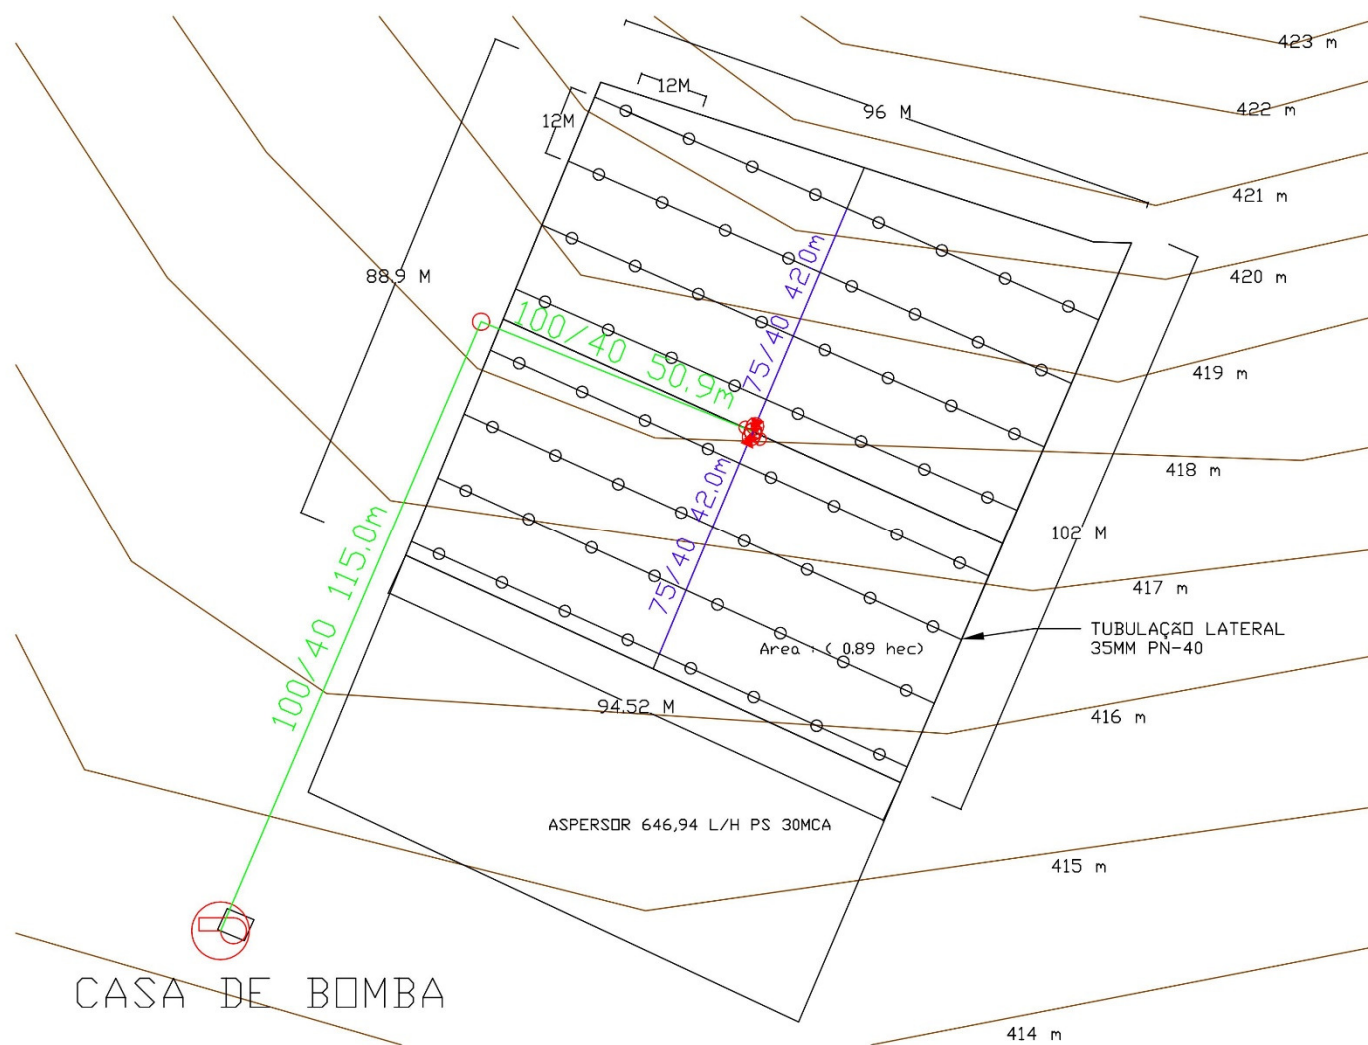 423 m
12M
96 M
422 m
12M
421 m
88,9 M
420 m
75/40 42.0m
100/40 50.9m
419 m
418 m
75/40 42.0m
102 M
100/40 115.0m
417 m
TUBULAÇÃO LATERAL
35MM PN-40
Area : ( 0.89 hec)
94.52 M
416 m
ASPERSOR 646,94 L/H PS 30MCA
415 m
CASA DE BOMBA
414 m